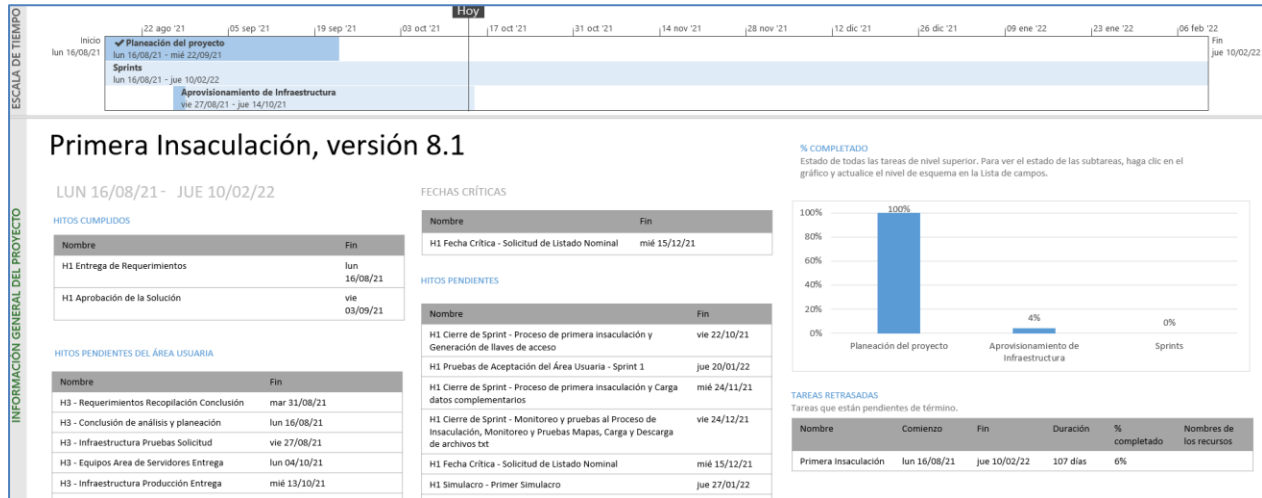 Hoy
ESCALA DE TIEMPO
22 ago '21 05 sep '21 19 sep '21 03 oct '21 17 oct '21 31 oct '21 14 nov '21 28 nov '21 12 dic '21 26 dic '21 09 ene '22 23 ene '22 06 feb '22
Inicio
lun 16/08/21
Fin
jue 10/02/22
✔ Planeación del proyecto
lun 16/08/21 - mié 22/09/21
Sprints
lun 16/08/21 - jue 10/02/22
Aprovisionamiento de Infraestructura
vie 27/08/21 - jue 14/10/21
INFORMACIÓN GENERAL DEL PROYECTO
Primera Insaculación, versión 8.1
LUN 16/08/21 - JUE 10/02/22
HITOS CUMPLIDOS
Nombre Fin
H1 Entrega de Requerimientos lun
16/08/21
H1 Aprobación de la Solución vie
03/09/21
HITOS PENDIENTES DEL ÁREA USUARIA
Nombre Fin
H3 - Requerimientos Recopilación Conclusión mar 31/08/21
H3 - Conclusión de análisis y planeación lun 16/08/21
H3 - Infraestructura Pruebas Solicitud vie 27/08/21
H3 - Equipos Area de Servidores Entrega lun 04/10/21
H3 - Infraestructura Producción Entrega mié 13/10/21
FECHAS CRÍTICAS
Nombre Fin
H1 Fecha Crítica - Solicitud de Listado Nominal mié 15/12/21
HITOS PENDIENTES
Nombre Fin
H1 Cierre de Sprint - Proceso de primera insaculación y vie 22/10/21
Generación de llaves de acceso
H1 Pruebas de Aceptación del Área Usuaria - Sprint 1 jue 20/01/22
H1 Cierre de Sprint - Proceso de primera insaculación y Carga mié 24/11/21
datos complementarios
H1 Cierre de Sprint - Monitoreo y pruebas al Proceso de vie 24/12/21
Insaculación, Monitoreo y Pruebas Mapas, Carga y Descarga
de archivos txt
H1 Fecha Crítica - Solicitud de Listado Nominal mié 15/12/21
H1 Simulacro - Primer Simulacro jue 27/01/22
% COMPLETADO
Estado de todas las tareas de nivel superior. Para ver el estado de las subtareas, haga clic en el
gráfico y actualice el nivel de esquema en la Lista de campos.
100%
80%
60%
40%
20%
0%
100%
4%
0%
Planeación del proyecto Aprovisionamiento de Sprints
Infraestructura
TAREAS RETRASADAS
Tareas que están pendientes de término.
Nombre Comienzo Fin Duración % Nombres de
completado los recursos
Primera Insaculación lun 16/08/21 jue 10/02/22 107 días 6%